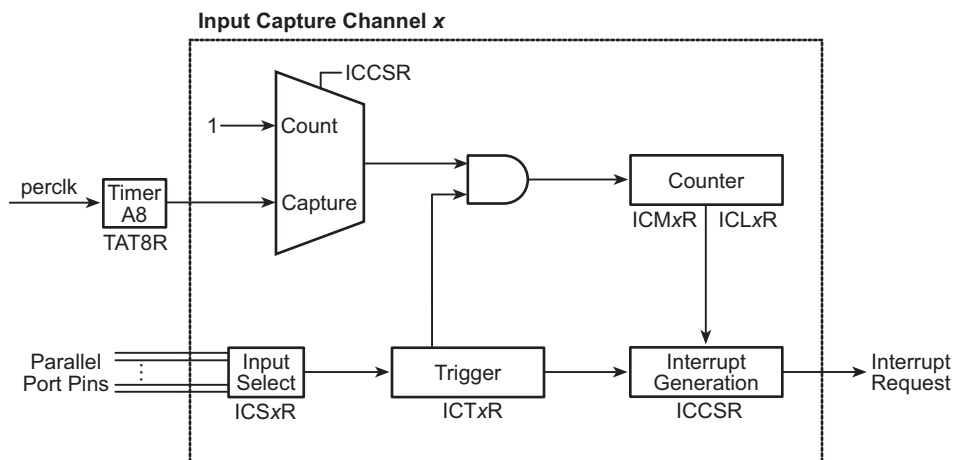 Input Capture Channel x
ICCSR
1
Count
perclk
Timer
A8
TAT8R
Capture
Counter
ICMxR
ICLxR
Parallel
Port Pins
Input
Select
ICSxR
Trigger
ICTxR
Interrupt
Generation
ICCSR
Interrupt
Request